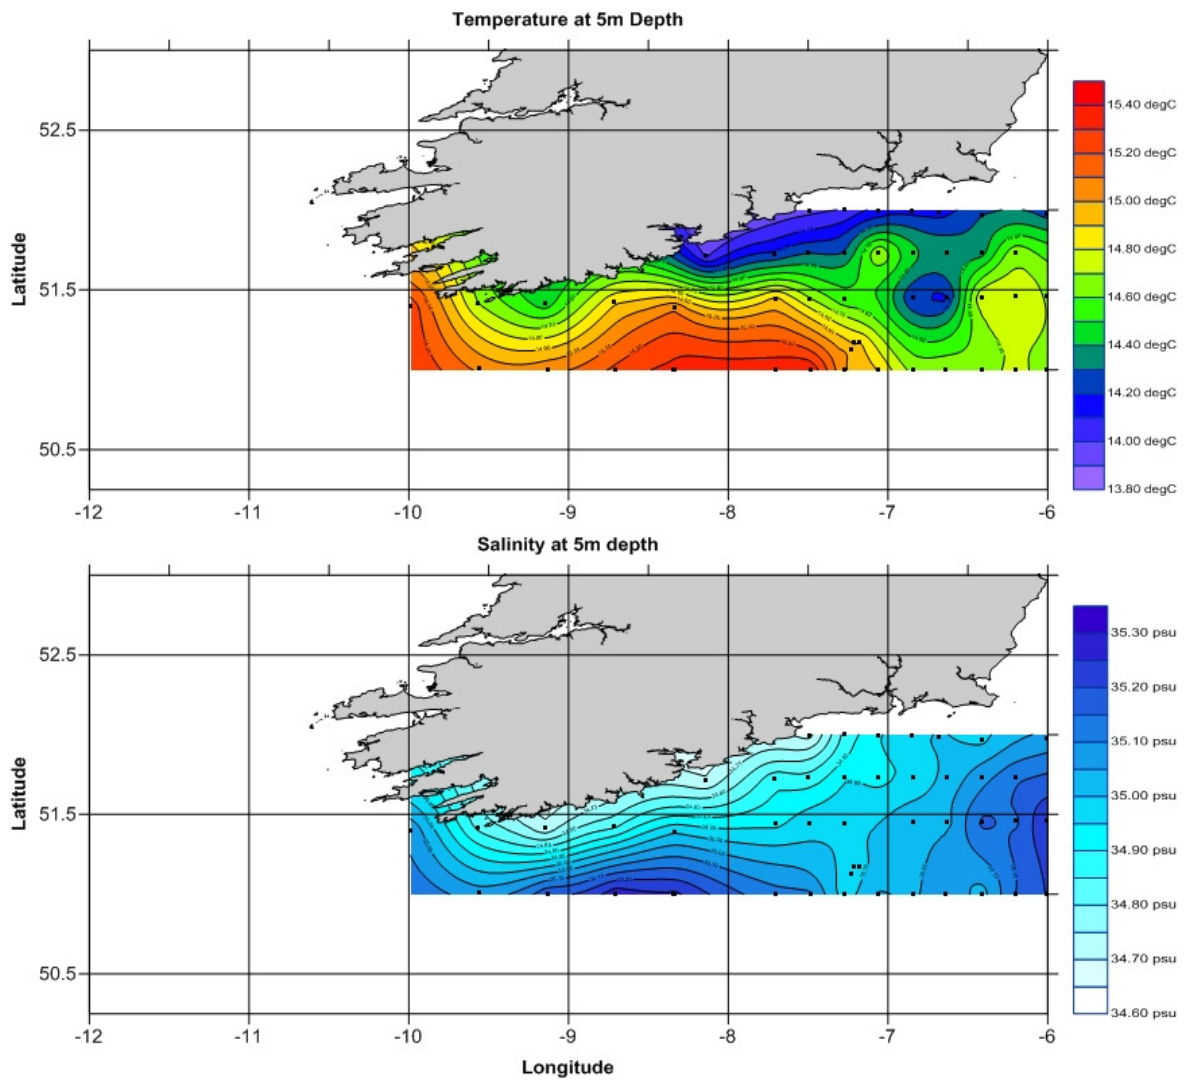 Temperature at 5m Depth
52.5
51.5
50.5
Latitude
-12 -11 -10 -9 -8 -7 -6
15.40 degC
15.20 degC
15.00 degC
14.80 degC
14.60 degC
14.40 degC
14.20 degC
14.00 degC
13.80 degC
Salinity at 5m depth
52.5
51.5
50.5
Latitude
-12 -11 -10 -9 -8 -7 -6
Longitude
35.30 psu
35.20 psu
35.10 psu
35.00 psu
34.90 psu
34.80 psu
34.70 psu
34.60 psu